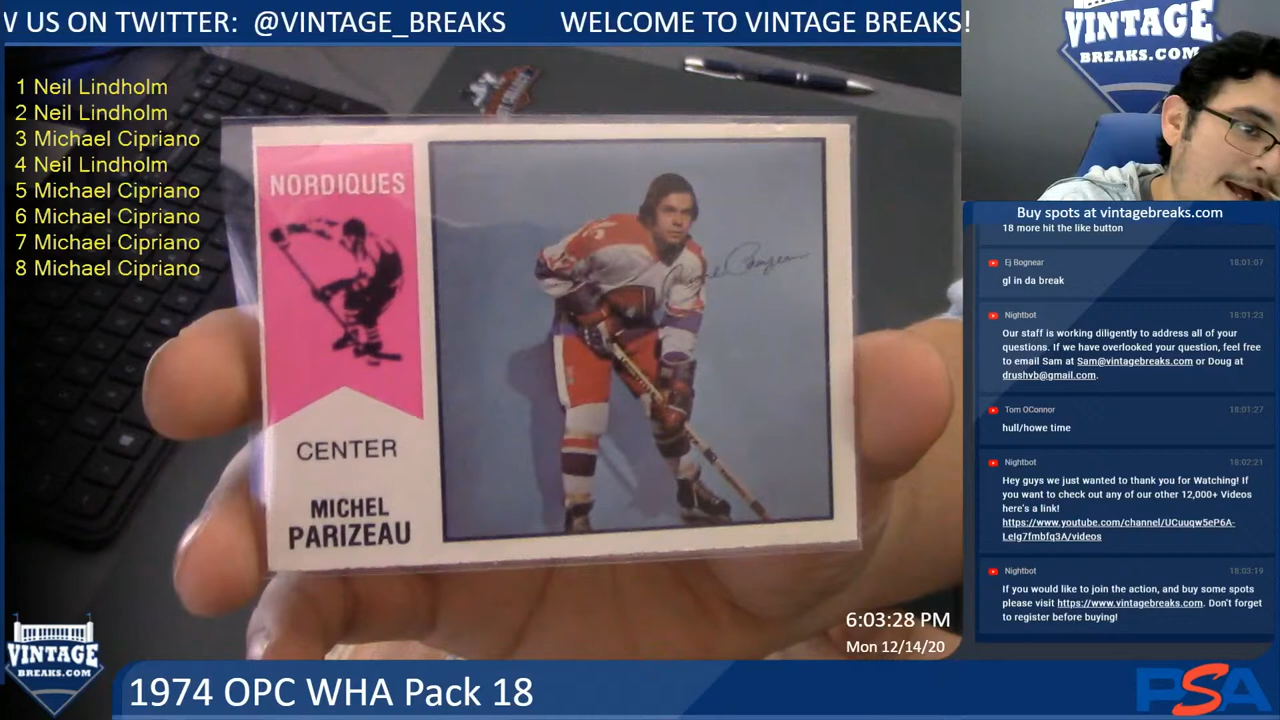 V US ON TWITTER: @VINTAGE_BREAKS WELCOME TO VINTAGE BREAKS!
1 Neil Lindholm
2 Neil Lindholm
3 Michael Cipriano
4 Neil Lindholm
5 Michael Cipriano
6 Michael Cipriano
7 Michael Cipriano
8 Michael Cipriano
NORDIQUES
CENTER
MICHEL
PARIZEAU
VINTAGE
BREAKS.COM
Buy spots at vintagebreaks.com
18 more hit the like button
Ej Bognear 18:01:07
gl in da break
Nightbot 18:01:23
Our staff is working diligently to address all of your
questions. If we have overlooked your question, feel free
to email Sam at Sam@vintagebreaks.com or Doug at
drushvb@gmail.com.
Tom OConnor 18:01:27
hull/howe time
Nightbot 18:02:21
Hey guys we just wanted to thank you for Watching! If
you want to check out any of our other 12,000+ Videos
here's a link!
https://www.youtube.com/channel/UCuuqw5eP6A-
LeIg7fmbfq3A/videos
Nightbot 18:03:19
If you would like to join the action, and buy some spots
please visit https://www.vintagebreaks.com. Don't forget
to register before buying!
6:03:28 PM
Mon 12/14/20
VINTAGE
BREAKS.COM
1974 OPC WHA Pack 18
PSA